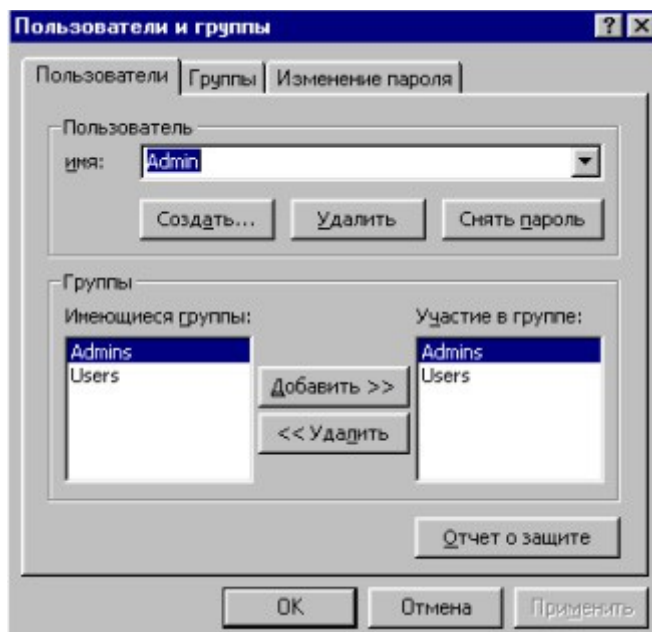 Пользователи и группы
Пользователи Группы Изменение пароля
Пользователь
имя: Admin
Создать... Удалить Снять пароль
Группы
Имеющиеся группы: Участие в группе:
Admins Admins
Users Users
Добавить >>
<< Удалить
Отчет о защите
OK Отмена Применить